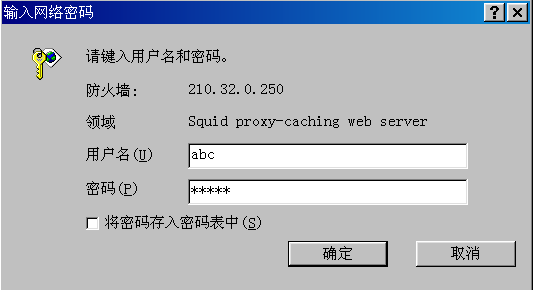 输入网络密码
请键入用户名和密码。
防火墙: 210.32.0.250
领域 Squid proxy-caching web server
用户名(U) abc
密码(P) *****
将密码存入密码表中(S)
确定 取消